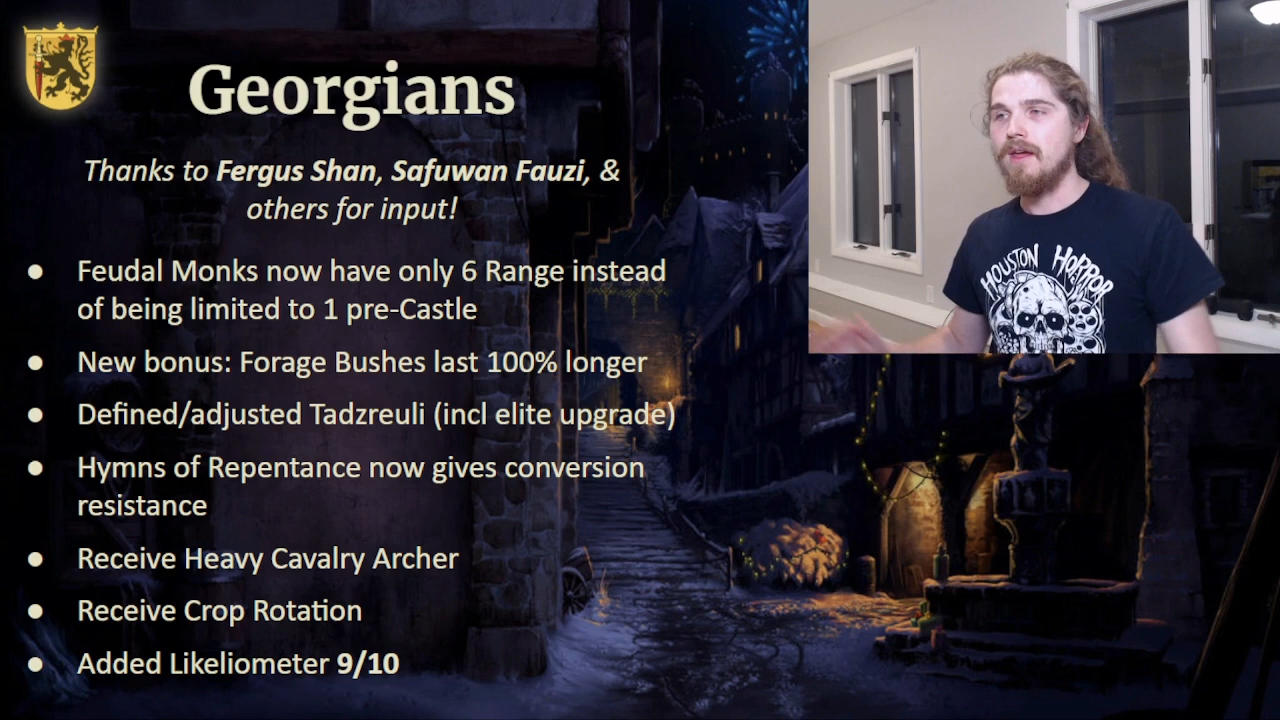 Georgians
Thanks to Fergus Shan, Safuwan Fauzi, &
others for input!
● Feudal Monks now have only 6 Range instead
of being limited to 1 pre-Castle
● New bonus: Forage Bushes last 100% longer
● Defined/adjusted Tadzreuli (incl elite upgrade)
● Hymns of Repentance now gives conversion
resistance
● Receive Heavy Cavalry Archer
● Receive Crop Rotation
● Added Likeliometer 9/10
HOUSTON HORROR